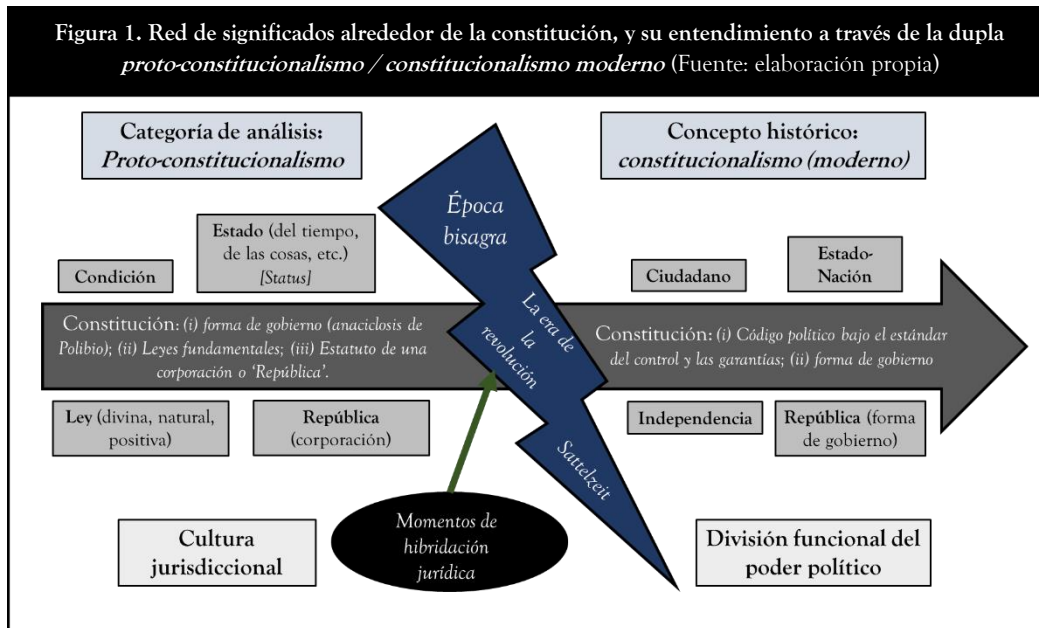 Figura 1. Red de significados alrededor de la constitución, y su entendimiento a través de la dupla
proto-constitucionalismo / constitucionalismo moderno (Fuente: elaboración propia)
Categoría de análisis:
Proto-constitucionalismo
Concepto histórico:
constitucionalismo (moderno)
Época
bisagra
La era de
la
revolución
Sattelzeit
Condición
Estado (del tiempo,
de las cosas, etc.)
[Status]
Ciudadano
Estado-
Nación
Constitución: (i) forma de gobierno (anaciclosis de
Polibio); (ii) Leyes fundamentales; (iii) Estatuto de una
corporación o ‘República’.
Constitución: (i) Código político bajo el estándar
del control y las garantías; (ii) forma de gobierno
Ley (divina, natural,
positiva)
República
(corporación)
Independencia
República (forma
de gobierno)
Cultura
jurisdiccional
Momentos de
hibridación
jurídica
División funcional del
poder político